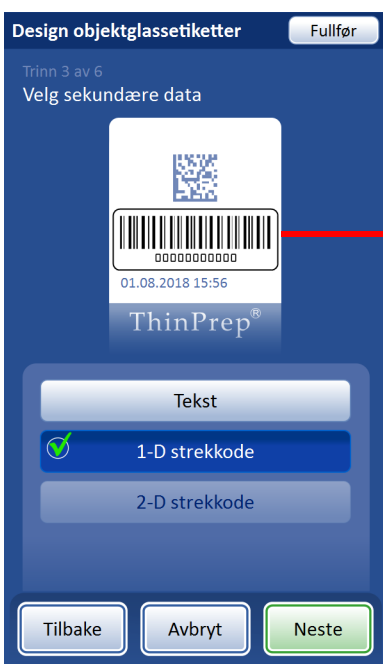 Design objektglassetiketter
Fullfør
Trinn 3 av 6
Velg sekundære data
00000000000
01.08.2018 15:56
ThinPrep®
Tekst
1-D strekkode
2-D strekkode
Tilbake
Avbryt
Neste